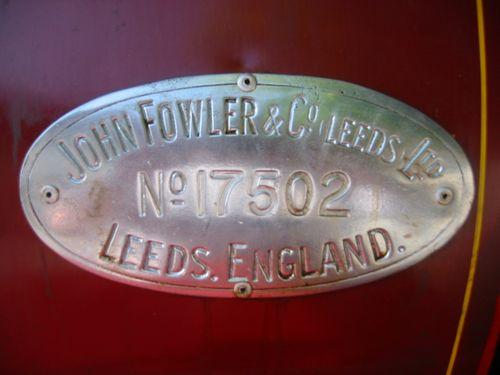 JOHN FOWLER & Co. LEEDS. LTD
No 17502
LEEDS. ENGLAND.